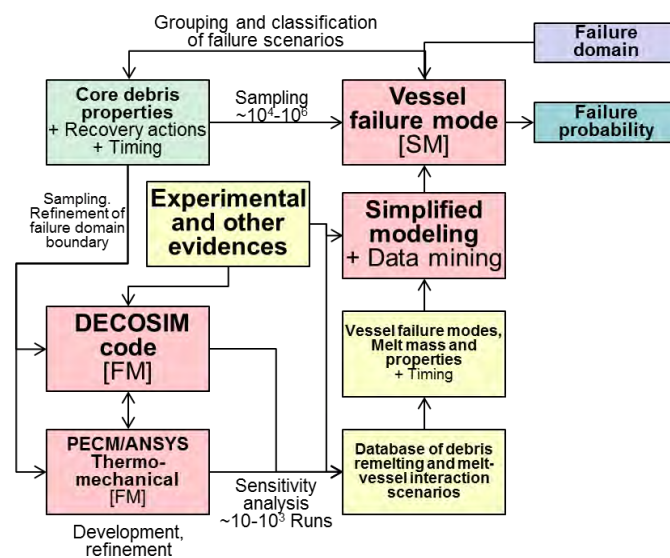 Grouping and classification
of failure scenarios
Failure
domain
Core debris
properties
+ Recovery actions
+ Timing
Sampling
~10⁴-10⁶
Vessel
failure mode
[SM]
Failure
probability
Sampling.
Refinement of
failure domain
boundary
Experimental
and other
evidences
Simplified
modeling
+ Data mining
DECOSIM
code
[FM]
Vessel failure modes,
Melt mass and
properties
+ Timing
PECM/ANSYS
Thermo-
mechanical
[FM]
Sensitivity
analysis
~10-10³ Runs
Database of debris
remelting and melt-
vessel interaction
scenarios
Development,
refinement